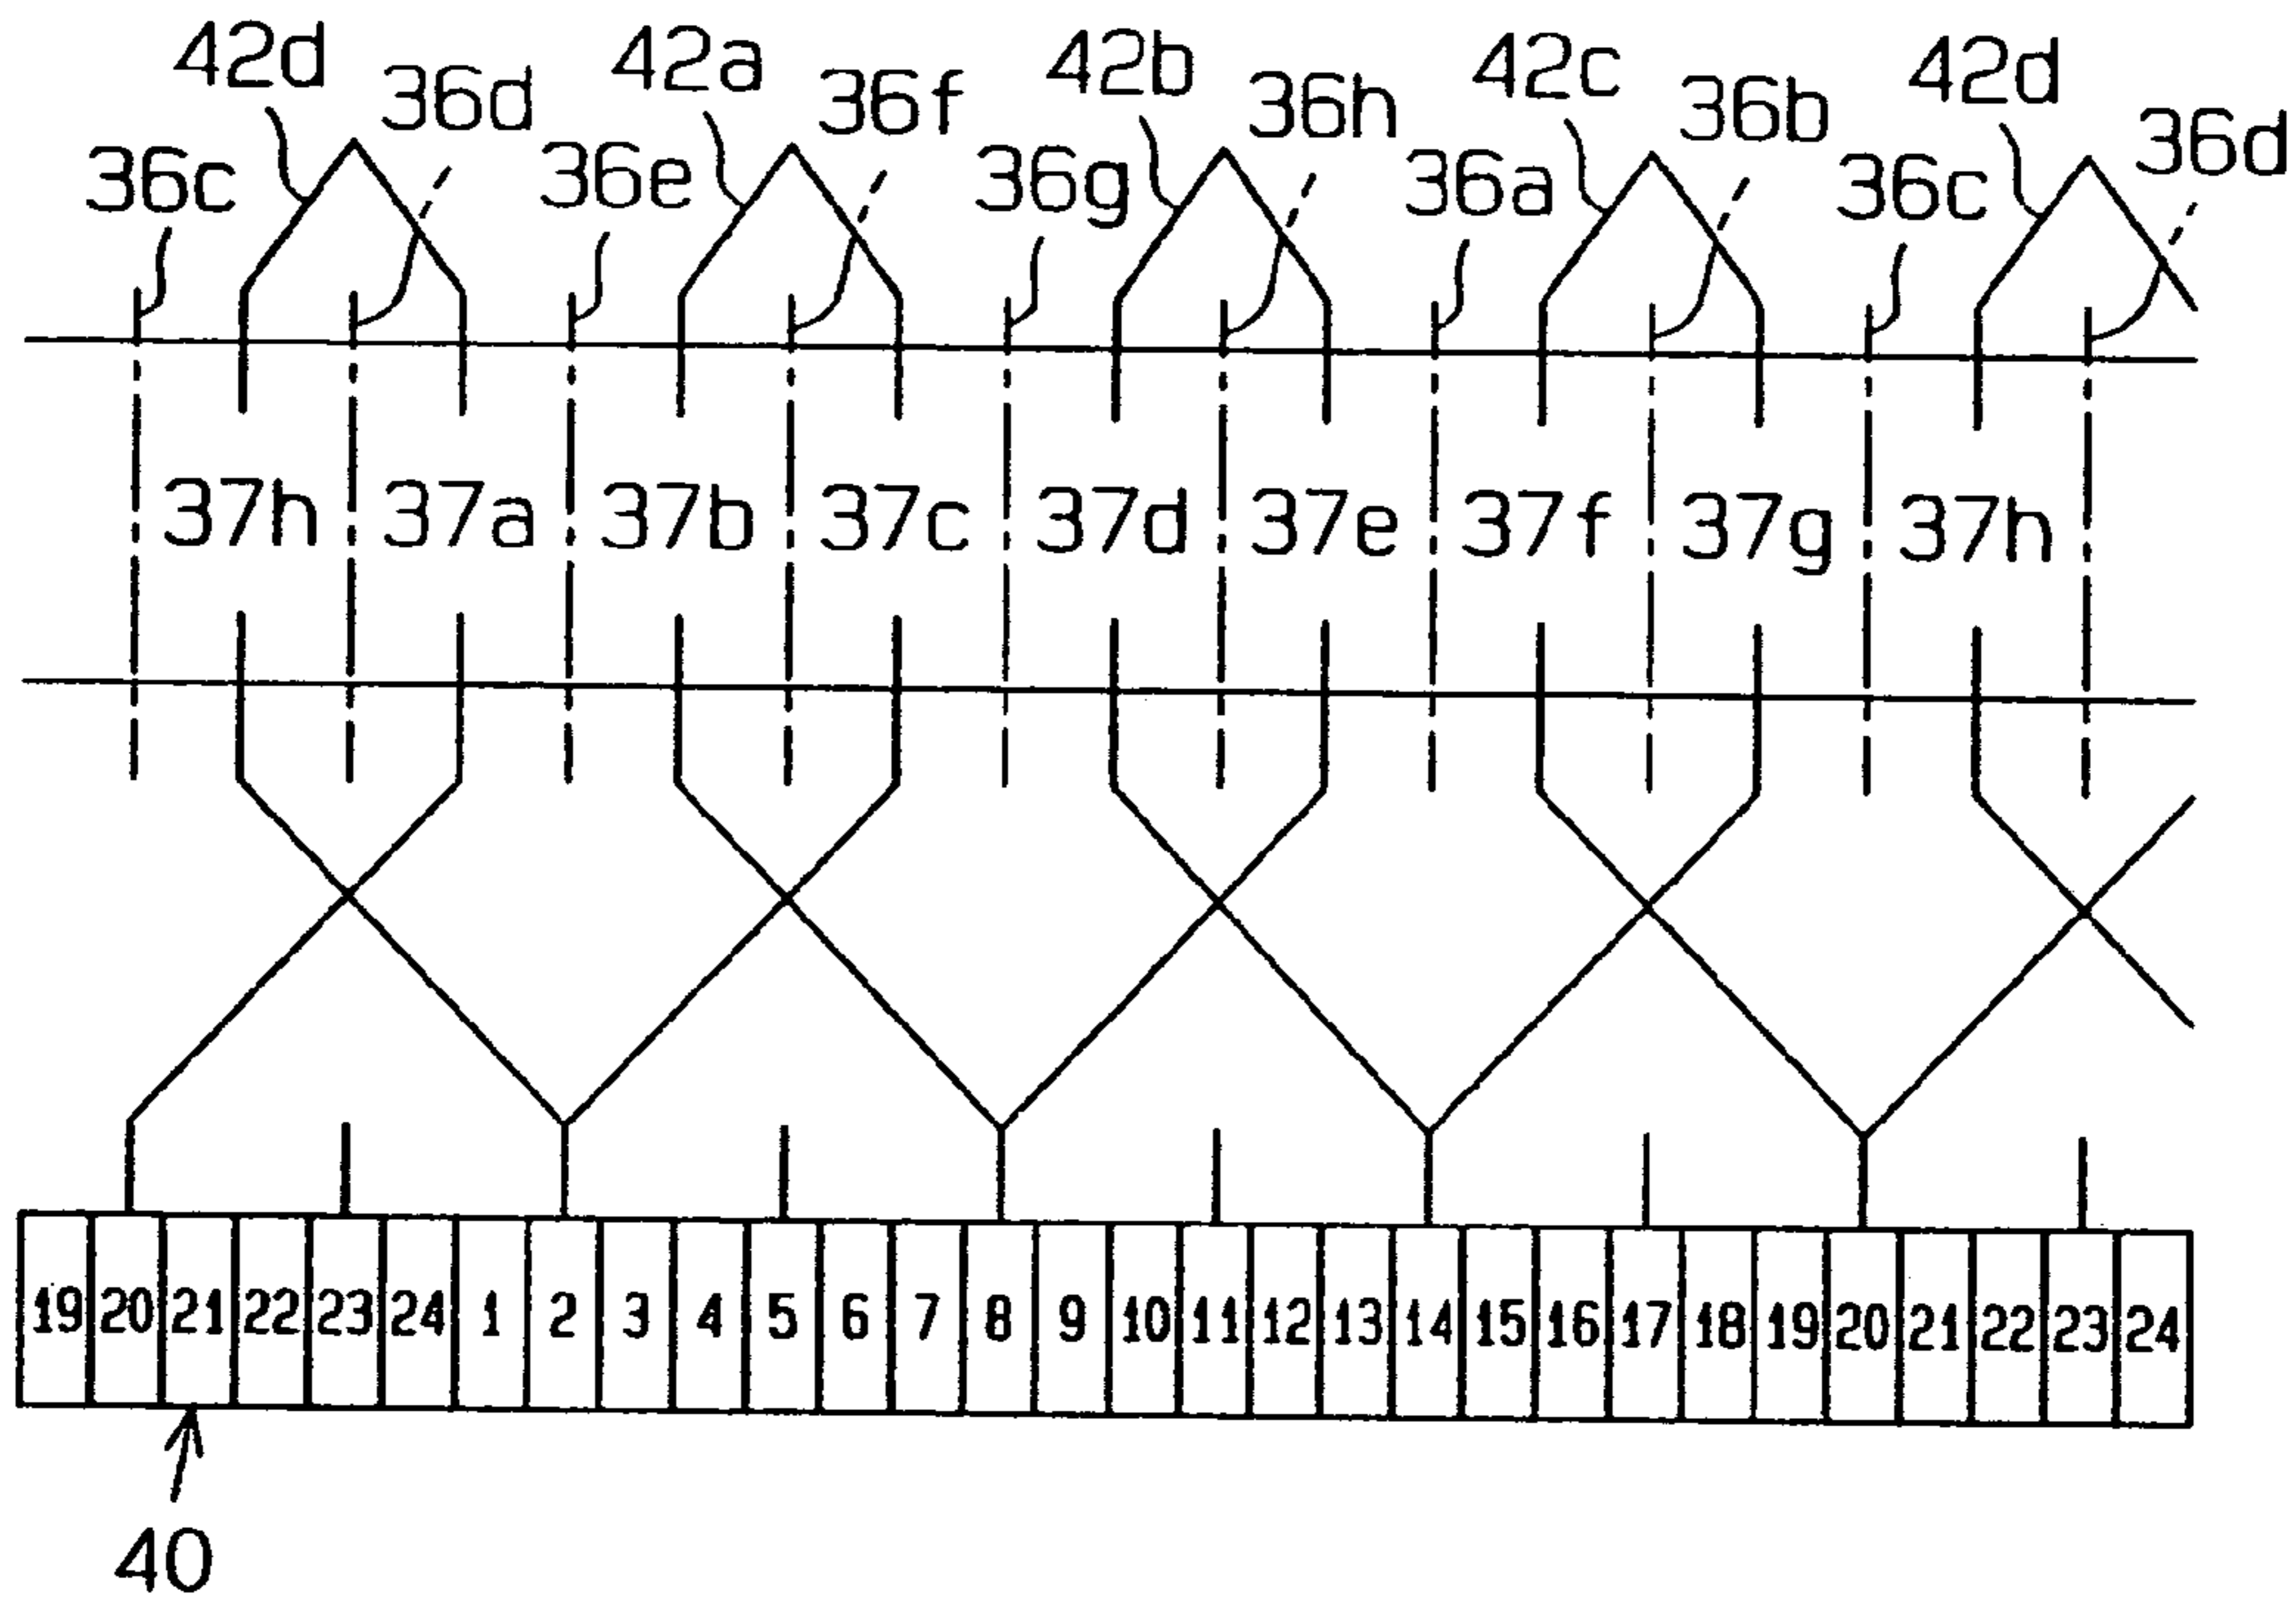 42d 42a 42b 42c 42d
36d 36f 36h 36b 36d
36c 36e 36g 36a 36c
37h 37a 37b 37c 37d 37e 37f 37g 37h
19 20 21 22 23 24 1 2 3 4 5 6 7 8 9 10 11 12 13 14 15 16 17 18 19 20 21 22 23 24
40